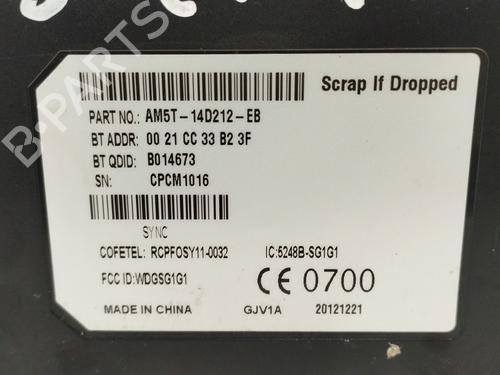 B-PARTS
Scrap If Dropped
PART NO.: AM5T-14D212-EB
BT ADDR: 00 21 CC 33 B2 3F
BT QDID: B014673
SN: CPCM1016
SYNC
COFETEL: RCPFOSY11-0032 IC:5248B-SG1G1
FCC ID:WDGSG1G1 CE 0700
MADE IN CHINA GJV1A 20121221